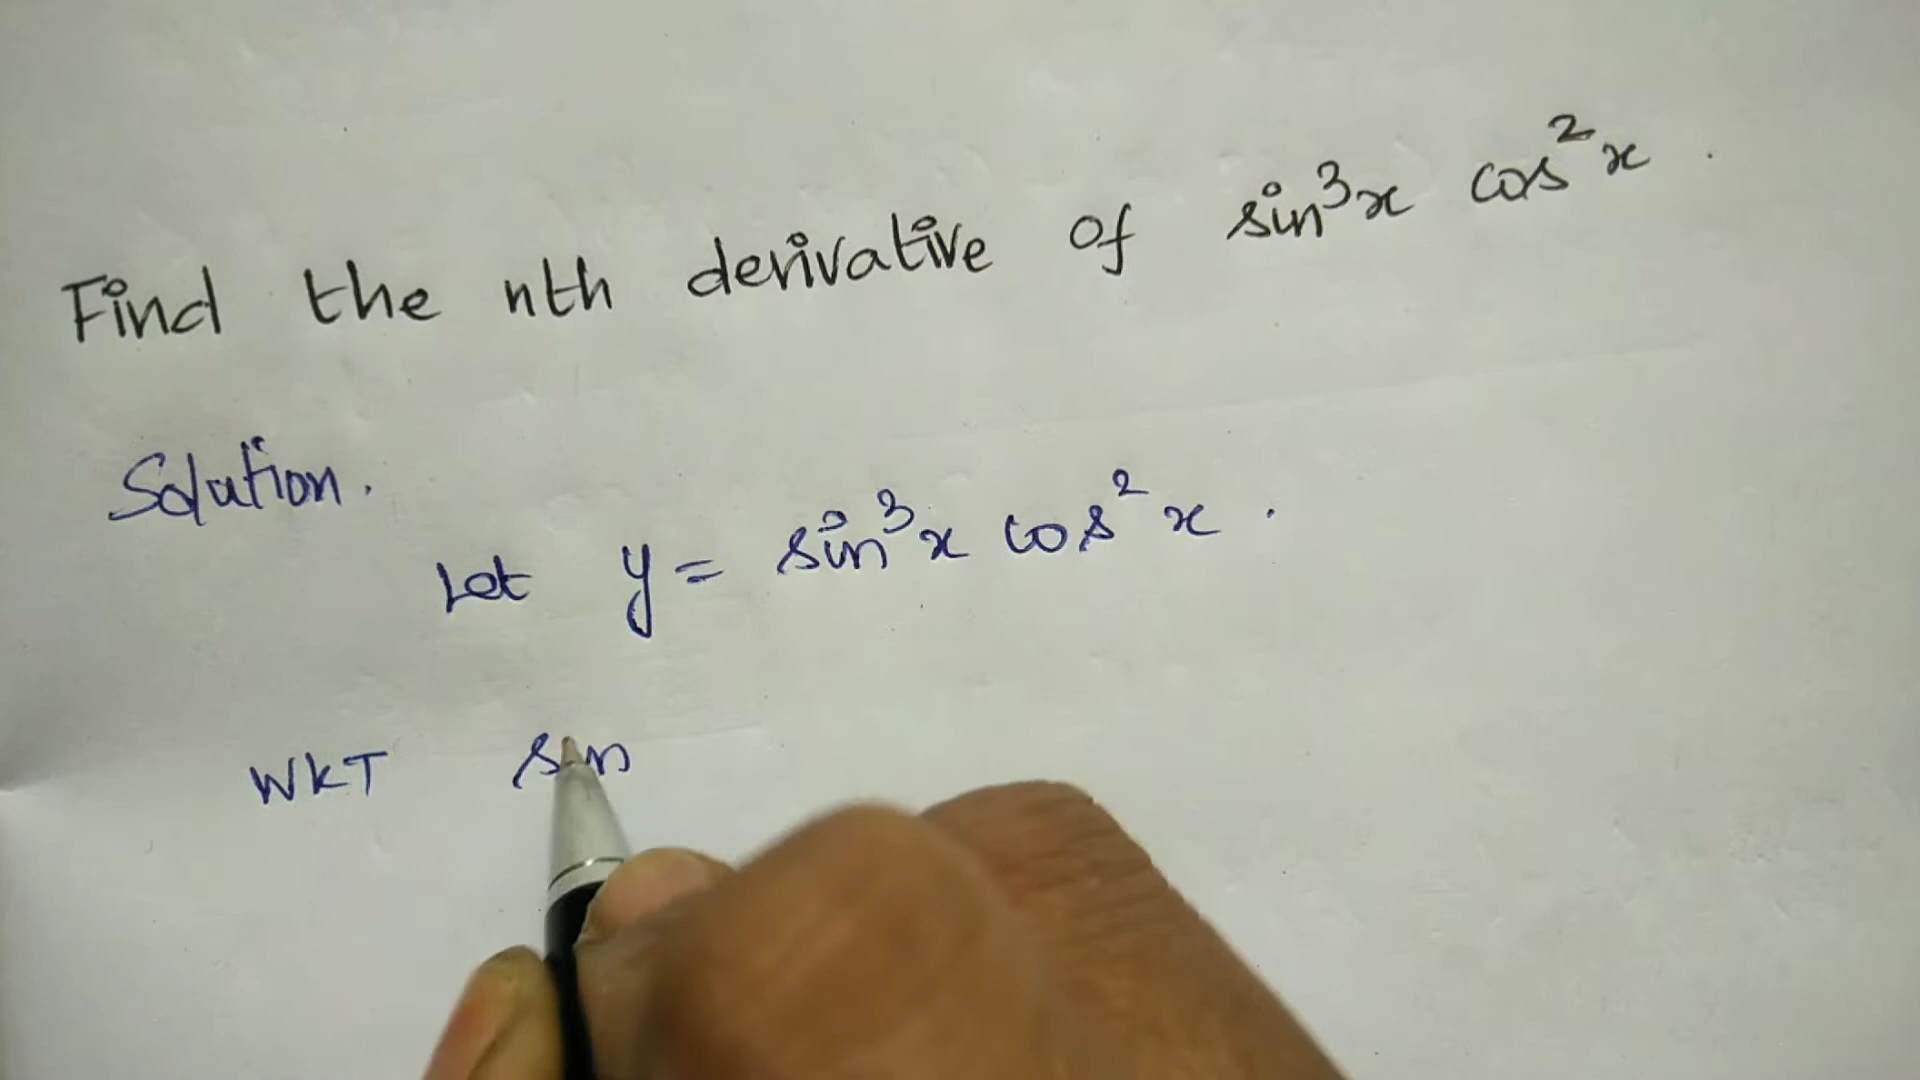 Find the nth derivative of sin³x cos²x .
Solution.
Let y = sin³x cos²x .
WKT sin